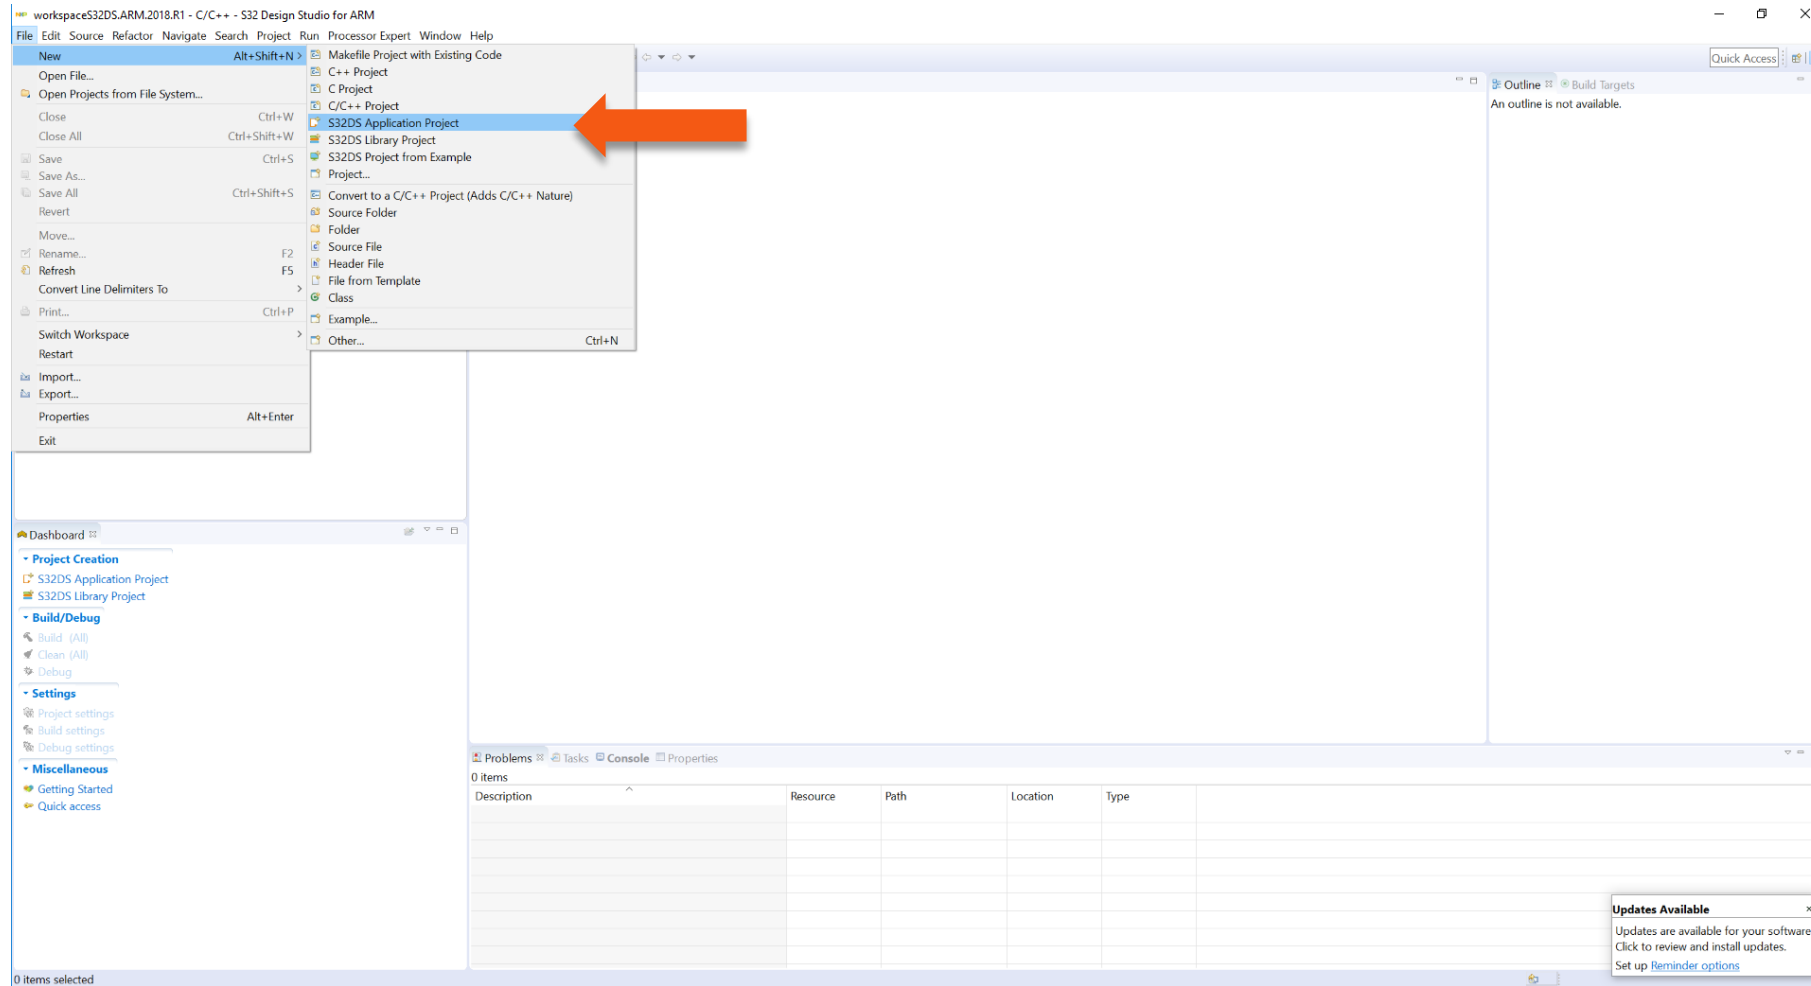 workspaceS32DS.ARM.2018.R1 - C/C++ - S32 Design Studio for ARM
File Edit Source Refactor Navigate Search Project Run Processor Expert Window Help
New Alt+Shift+N
Open File...
Open Projects from File System...
Close Ctrl+W
Close All Ctrl+Shift+W
Save Ctrl+S
Save As...
Save All Ctrl+Shift+S
Revert
Move...
Rename... F2
Refresh F5
Convert Line Delimiters To
Print... Ctrl+P
Switch Workspace
Restart
Import...
Export...
Properties Alt+Enter
Exit
Makefile Project with Existing Code
C++ Project
C Project
C/C++ Project
S32DS Application Project
S32DS Library Project
S32DS Project from Example
Project...
Convert to a C/C++ Project (Adds C/C++ Nature)
Source Folder
Folder
Source File
Header File
File from Template
Class
Example...
Other... Ctrl+N
Quick Access
Outline Build Targets
An outline is not available.
Dashboard
Project Creation
S32DS Application Project
S32DS Library Project
Build/Debug
Build (All)
Clean (All)
Debug
Settings
Project settings
Build settings
Debug settings
Miscellaneous
Getting Started
Quick access
Problems Tasks Console Properties
0 items
Description Resource Path Location Type
Updates Available
Updates are available for your software
Click to review and install updates.
Set up Reminder options
0 items selected